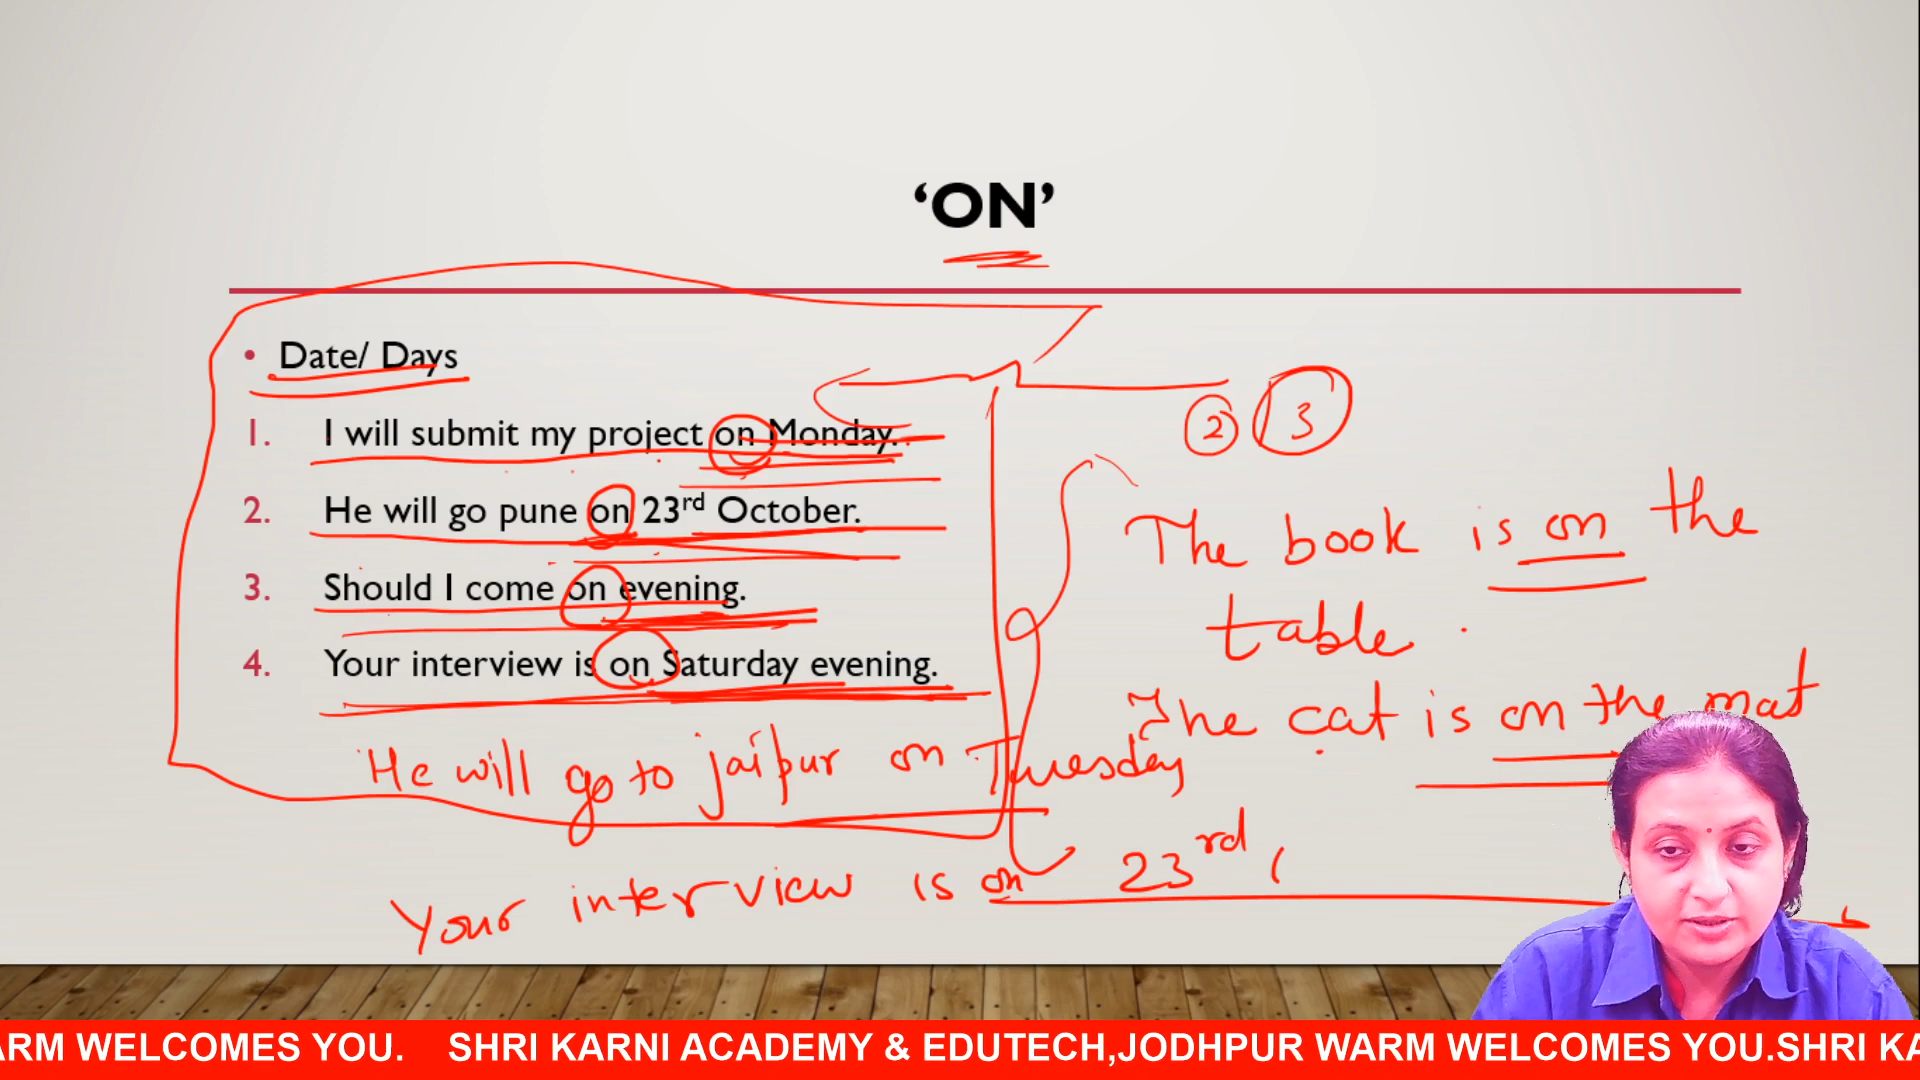 ‘ON’
• Date/ Days
1. I will submit my project on Monday.
2. He will go pune on 23rd October.
3. Should I come on evening.
4. Your interview is on Saturday evening.
He will go to jaipur on Tuesday
Your interview is on 23rd (
2 3
The book is on the
table.
The cat is on the mat
ARM WELCOMES YOU. SHRI KARNI ACADEMY & EDUTECH,JODHPUR WARM WELCOMES YOU.SHRI KA